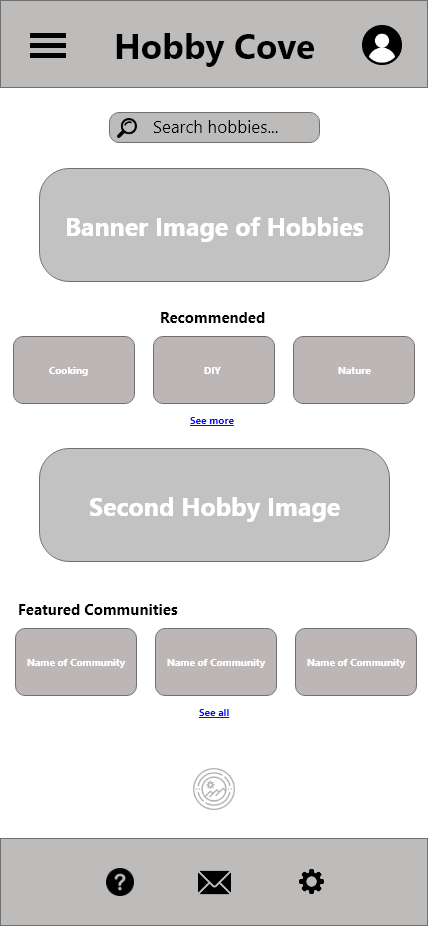 Hobby Cove
Search hobbies...
Banner Image of Hobbies
Recommended
Cooking
DIY
Nature
See more
Second Hobby Image
Featured Communities
Name of Community
Name of Community
Name of Community
See all
?